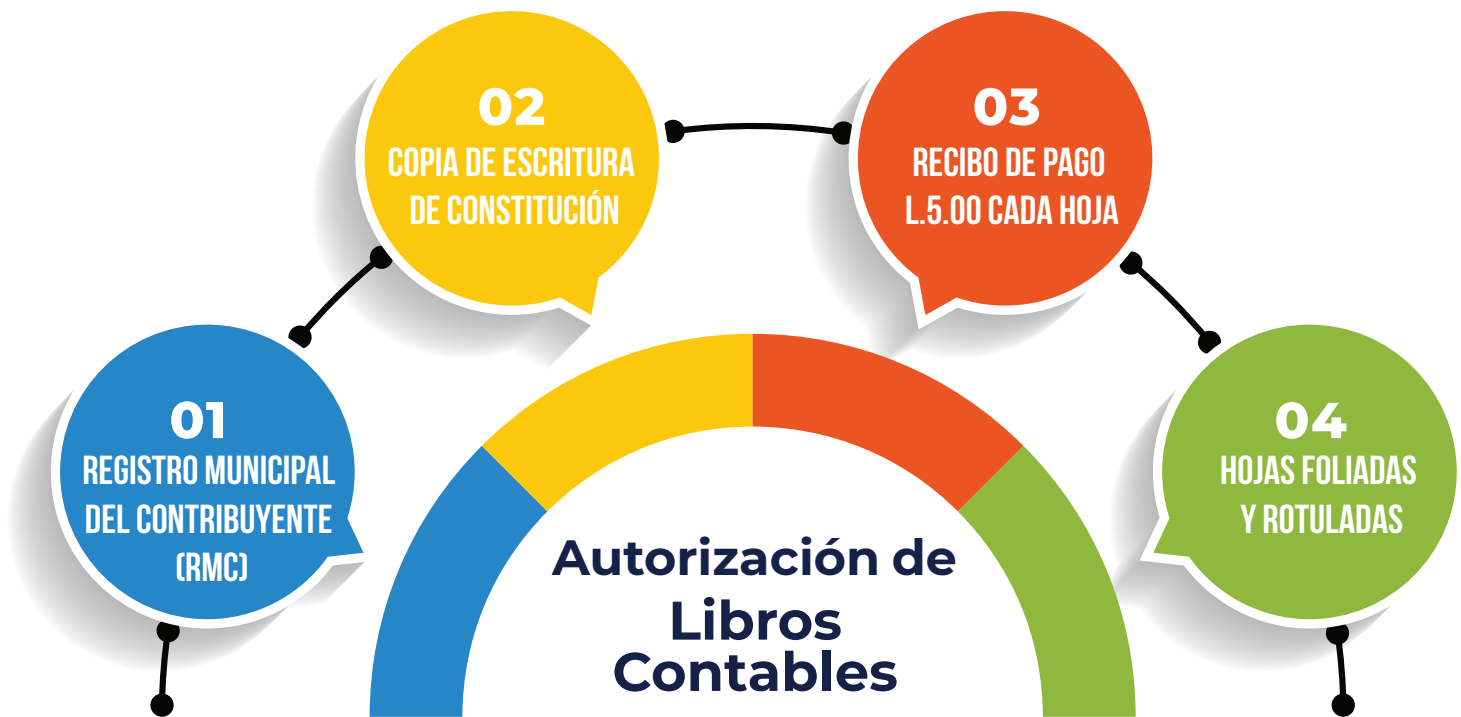 01
REGISTRO MUNICIPAL
DEL CONTRIBUYENTE
(RMC)
02
COPIA DE ESCRITURA
DE CONSTITUCIÓN
03
RECIBO DE PAGO
L.5.00 CADA HOJA
04
HOJAS FOLIADAS
Y ROTULADAS
Autorización de
Libros
Contables